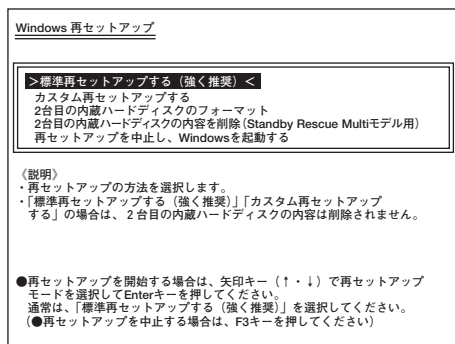 Windows 再セットアップ
＞標準再セットアップする（強く推奨）＜
カスタム再セットアップする
2台目の内蔵ハードディスクのフォーマット
2台目の内蔵ハードディスクの内容を削除（Standby Rescue Multiモデル用）
再セットアップを中止し、Windowsを起動する
《説明》
・再セットアップの方法を選択します。
・「標準再セットアップする（強く推奨）」「カスタム再セットアップ
する」の場合は、２台目の内蔵ハードディスクの内容は削除されません。
●再セットアップを開始する場合は、矢印キー（↑・↓）で再セットアップ
モードを選択してEnterキーを押してください。
通常は、「標準再セットアップする（強く推奨）」を選択してください。
（●再セットアップを中止する場合は、F3キーを押してください）